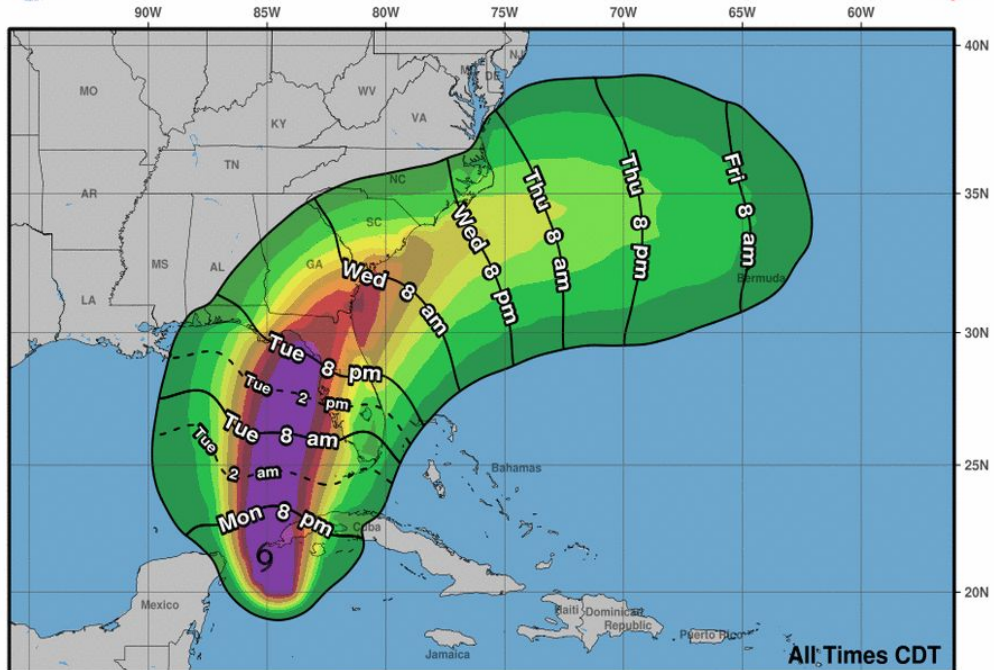 90W 85W 80W 75W 70W 65W 60W
40N
35N
30N
25N
20N
MO
WV
NJ
DE
KY
VA
TN
NC
AR
SC
MS
AL
GA
LA
Fri 8 am
Thu 8 pm
Thu 8 am
Wed 8 pm
Wed 8 am
Tue 8 pm
Tue 2 pm
Tue 8 am
Tue 2 am
Mon 8 pm
Bermuda
Bahamas
Cuba
Mexico
Haiti
Dominican
Republic
Puerto Rico
Jamaica
All Times CDT